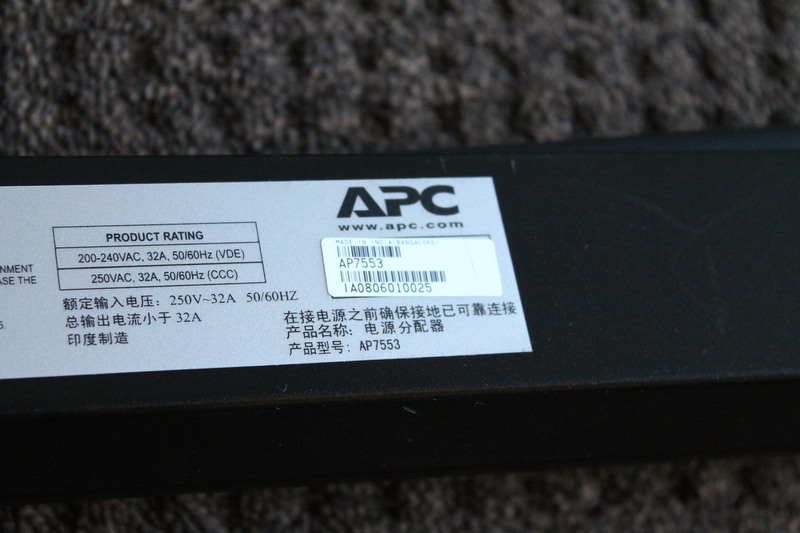 APC
www.apc.com
MADE IN INDIA(BANGALORE)
AP7553
IA0806010025
PRODUCT RATING
200-240VAC, 32A, 50/60Hz (VDE)
250VAC, 32A, 50/60Hz (CCC)
NMENT
ASE THE
额定输入电压: 250V~32A 50/60HZ
总输出电流小于 32A
印度制造
在接电源之前确保接地已可靠连接
产品名称: 电源分配器
产品型号: AP7553